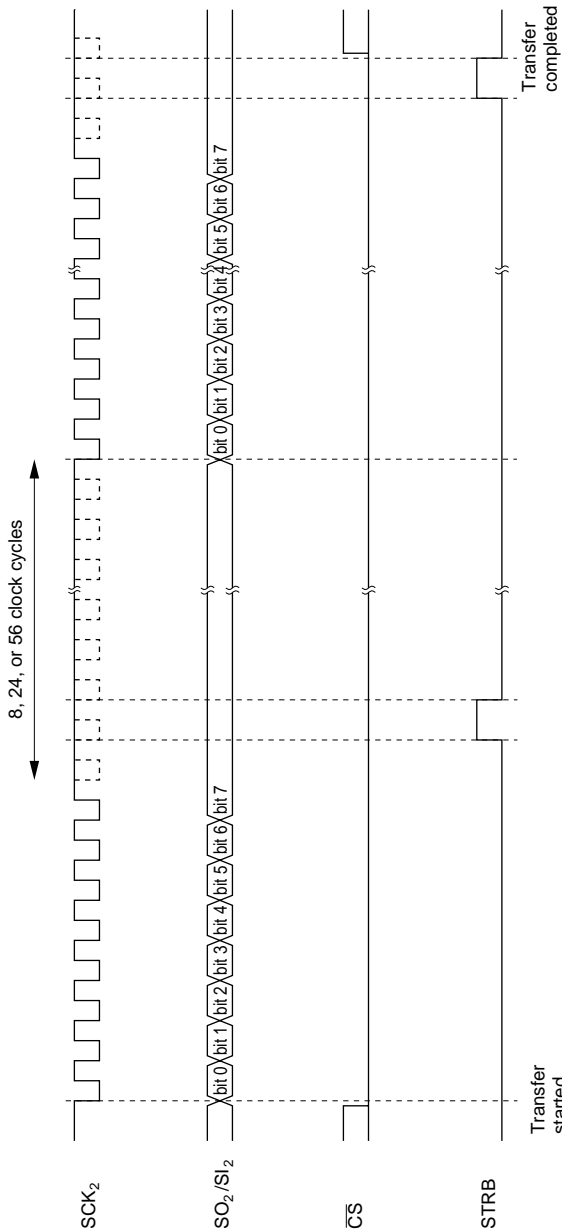 8, 24, or 56 clock cycles
SCK2
SO2/SI2
bit 0 bit 1 bit 2 bit 3 bit 4 bit 5 bit 6 bit 7
bit 0 bit 1 bit 2 bit 3 bit 4 bit 5 bit 6 bit 7
CS
STRB
Transfer
started
Transfer
completed